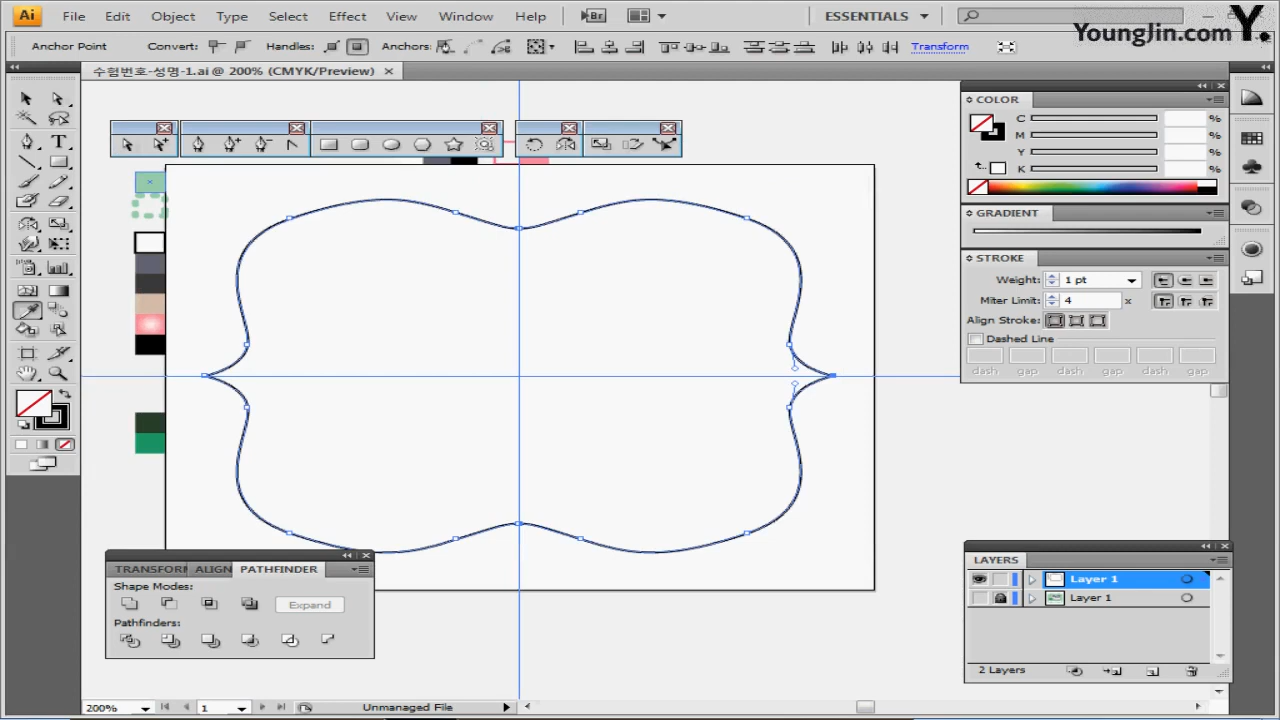 Ai File Edit Object Type Select Effect View Window Help Br ESSENTIALS
YoungJin.com Y.
Anchor Point Convert: Handles: Anchors: Transform
수험번호-성명-1.ai @ 200% (CMYK/Preview)
COLOR
C %
M %
Y %
K %
GRADIENT
STROKE
Weight: 1 pt
Miter Limit: 4 x
Align Stroke:
Dashed Line
dash gap dash gap dash gap
TRANSFORM ALIGN PATHFINDER
Shape Modes:
Expand
Pathfinders:
LAYERS
Layer 1
Layer 1
2 Layers
200% 1 Unmanaged File